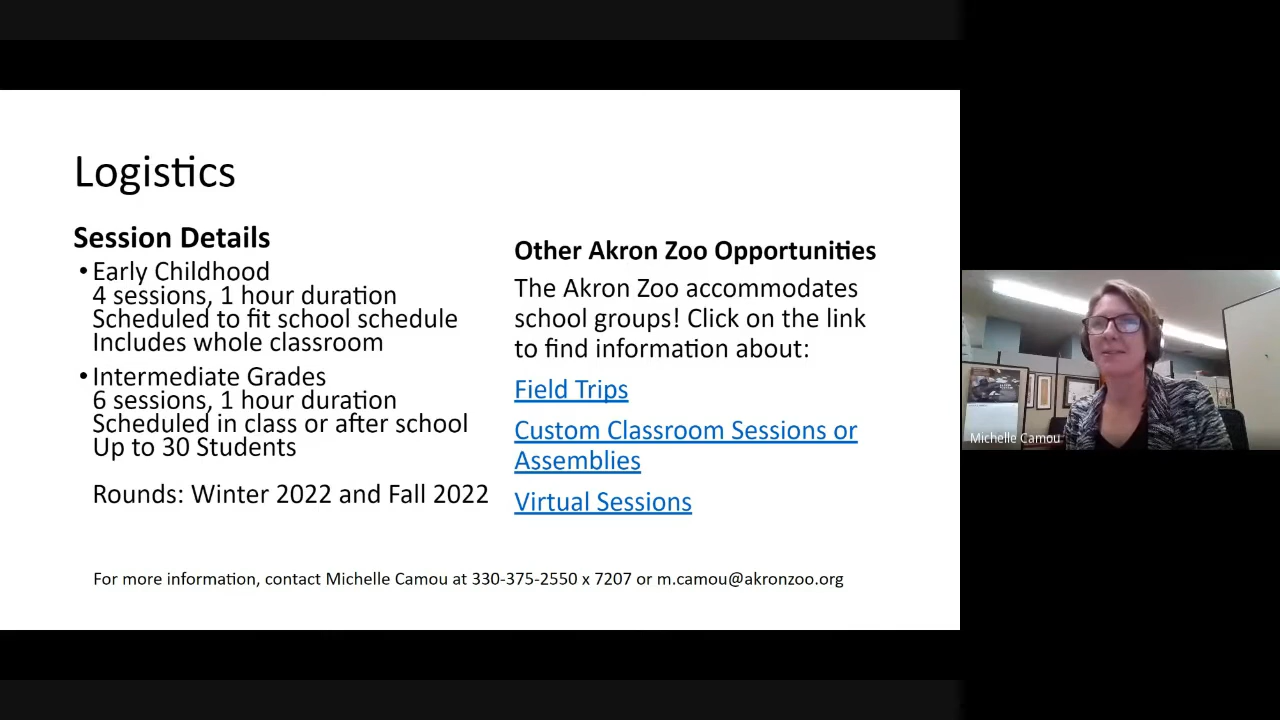 Logistics
Session Details
•Early Childhood
4 sessions, 1 hour duration
Scheduled to fit school schedule
Includes whole classroom
•Intermediate Grades
6 sessions, 1 hour duration
Scheduled in class or after school
Up to 30 Students
Rounds: Winter 2022 and Fall 2022
Other Akron Zoo Opportunities
The Akron Zoo accommodates
school groups! Click on the link
to find information about:
Field Trips
Custom Classroom Sessions or
Assemblies
Virtual Sessions
For more information, contact Michelle Camou at 330-375-2550 x 7207 or m.camou@akronzoo.org
Michelle Camou